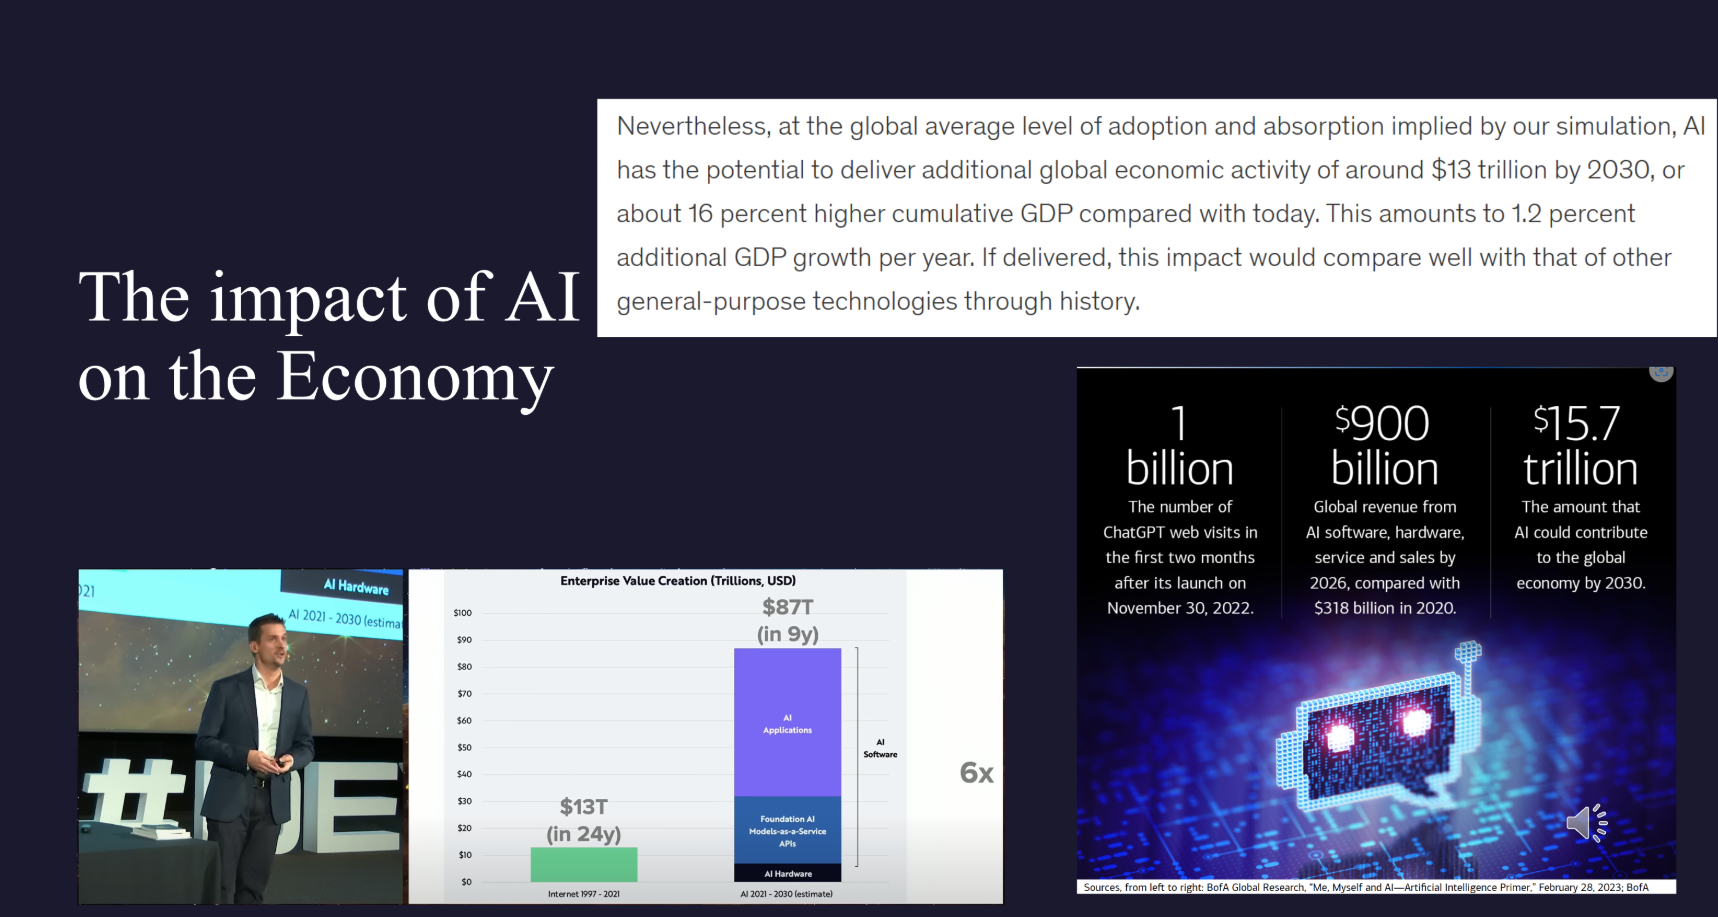 Nevertheless, at the global average level of adoption and absorption implied by our simulation, AI
has the potential to deliver additional global economic activity of around $13 trillion by 2030, or
about 16 percent higher cumulative GDP compared with today. This amounts to 1.2 percent
additional GDP growth per year. If delivered, this impact would compare well with that of other
general-purpose technologies through history.
The impact of AI
on the Economy
1
billion
The number of
ChatGPT web visits in
the first two months
after its launch on
November 30, 2022.
$900
billion
Global revenue from
AI software, hardware,
service and sales by
2026, compared with
$318 billion in 2020.
$15.7
trillion
The amount that
AI could contribute
to the global
economy by 2030.
Sources, from left to right: BofA Global Research, "Me, Myself and AI—Artificial Intelligence Primer," February 28, 2023; BofA
21
AI Hardware
AI 2021 - 2030 (estima
#DE
Enterprise Value Creation (Trillions, USD)
$100
$90
$80
$70
$60
$50
$40
$30
$20
$10
$0
$13T
(in 24y)
Internet 1997 - 2021
$87T
(in 9y)
AI
Applications
Foundation AI
Models-as-a-Service
APIs
AI Hardware
AI 2021 - 2030 (estimate)
AI
Software
6x